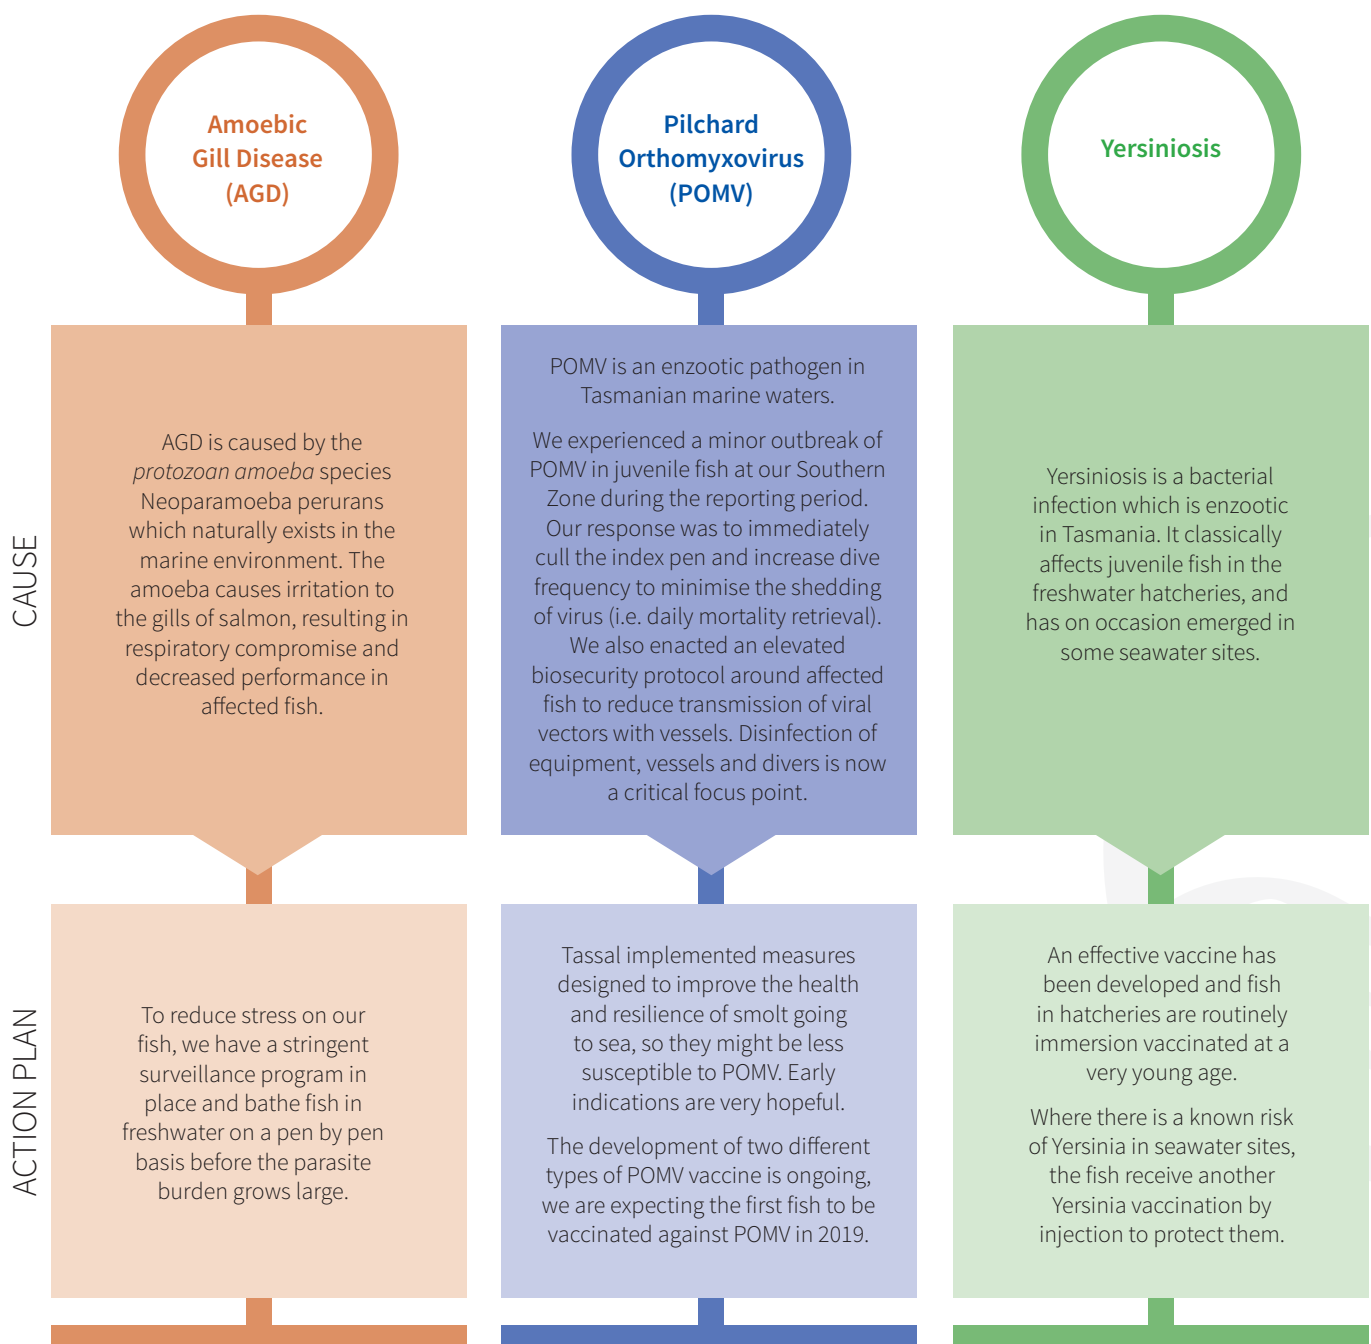 Amoebic
Gill Disease
(AGD)
Pilchard
Orthomyxovirus
(POMV)
Yersiniosis
CAUSE
AGD is caused by the
protozoan amoeba species
Neoparamoeba perurans
which naturally exists in the
marine environment. The
amoeba causes irritation to
the gills of salmon, resulting in
respiratory compromise and
decreased performance in
affected fish.
POMV is an enzootic pathogen in
Tasmanian marine waters.
We experienced a minor outbreak of
POMV in juvenile fish at our Southern
Zone during the reporting period.
Our response was to immediately
cull the index pen and increase dive
frequency to minimise the shedding
of virus (i.e. daily mortality retrieval).
We also enacted an elevated
biosecurity protocol around affected
fish to reduce transmission of viral
vectors with vessels. Disinfection of
equipment, vessels and divers is now
a critical focus point.
Yersiniosis is a bacterial
infection which is enzootic
in Tasmania. It classically
affects juvenile fish in the
freshwater hatcheries, and
has on occasion emerged in
some seawater sites.
ACTION PLAN
To reduce stress on our
fish, we have a stringent
surveillance program in
place and bathe fish in
freshwater on a pen by pen
basis before the parasite
burden grows large.
Tassal implemented measures
designed to improve the health
and resilience of smolt going
to sea, so they might be less
susceptible to POMV. Early
indications are very hopeful.
The development of two different
types of POMV vaccine is ongoing,
we are expecting the first fish to be
vaccinated against POMV in 2019.
An effective vaccine has
been developed and fish
in hatcheries are routinely
immersion vaccinated at a
very young age.
Where there is a known risk
of Yersinia in seawater sites,
the fish receive another
Yersinia vaccination by
injection to protect them.